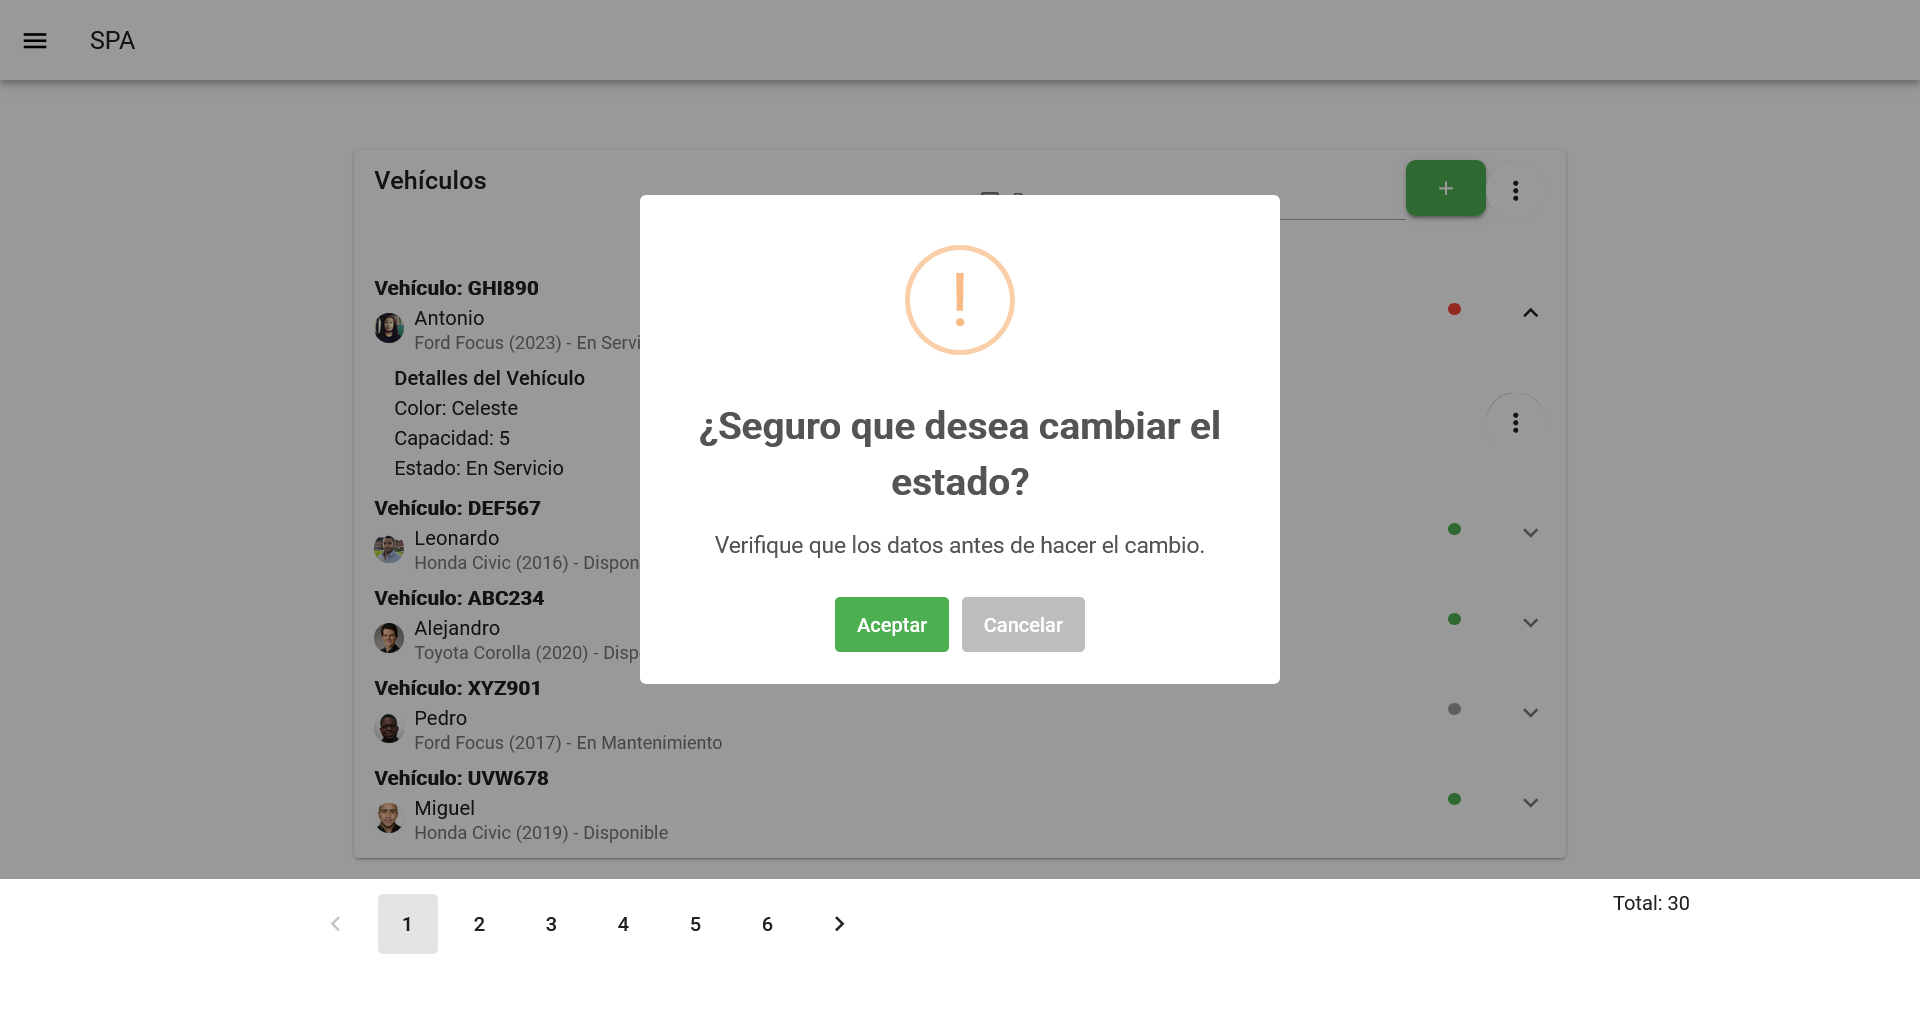 SPA
Vehículos
+
Vehículo: GHI890
Antonio
Ford Focus (2023) - En
Detalles del Vehículo
Color: Celeste
Capacidad: 5
Estado: En Servicio
Vehículo: DEF567
Leonardo
Honda Civic (2016) -
Vehículo: ABC234
Alejandro
Toyota Corolla (2020) -
Vehículo: XYZ901
Pedro
Ford Focus (2017) - En Mantenimiento
Vehículo: UVW678
Miguel
Honda Civic (2019) - Disponible
!
¿Seguro que desea cambiar el
estado?
Verifique que los datos antes de hacer el cambio.
Aceptar Cancelar
1 2 3 4 5 6
Total: 30